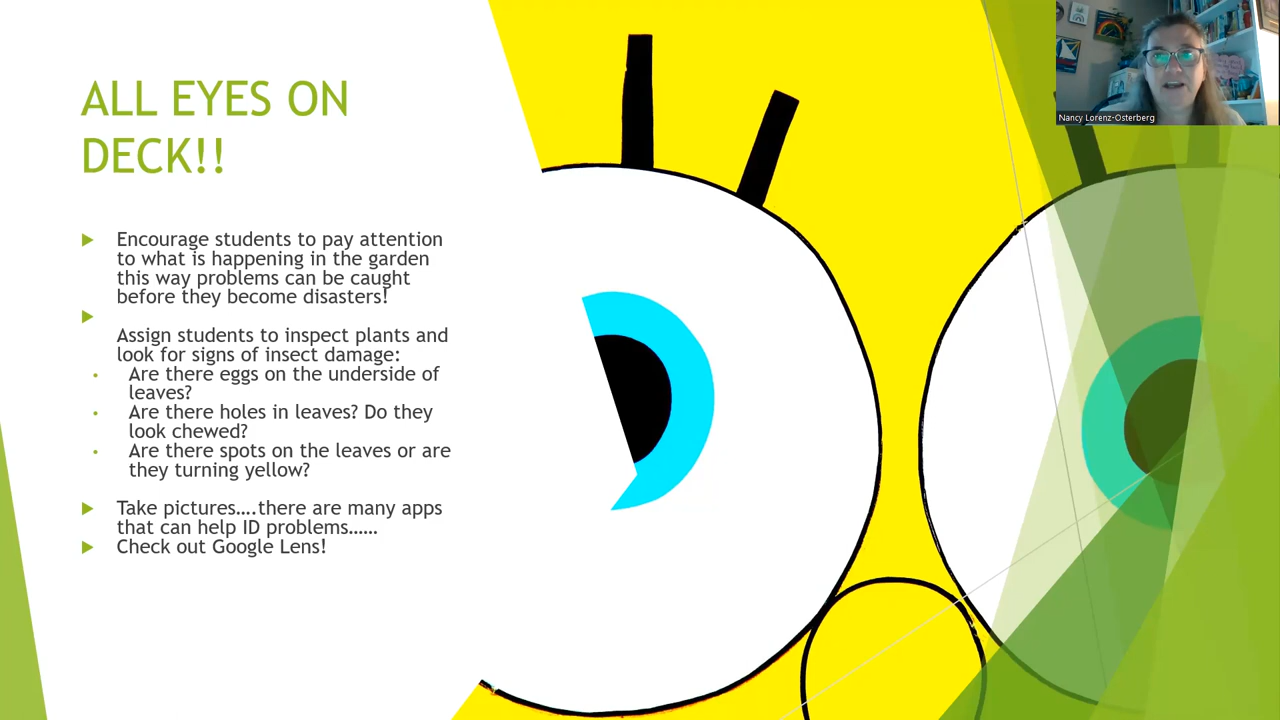 ALL EYES ON
DECK!!
Encourage students to pay attention
to what is happening in the garden
this way problems can be caught
before they become disasters!
Assign students to inspect plants and
look for signs of insect damage:
Are there eggs on the underside of
leaves?
Are there holes in leaves? Do they
look chewed?
Are there spots on the leaves or are
they turning yellow?
Take pictures....there are many apps
that can help ID problems......
Check out Google Lens!
Nancy Lorenz-Osterberg